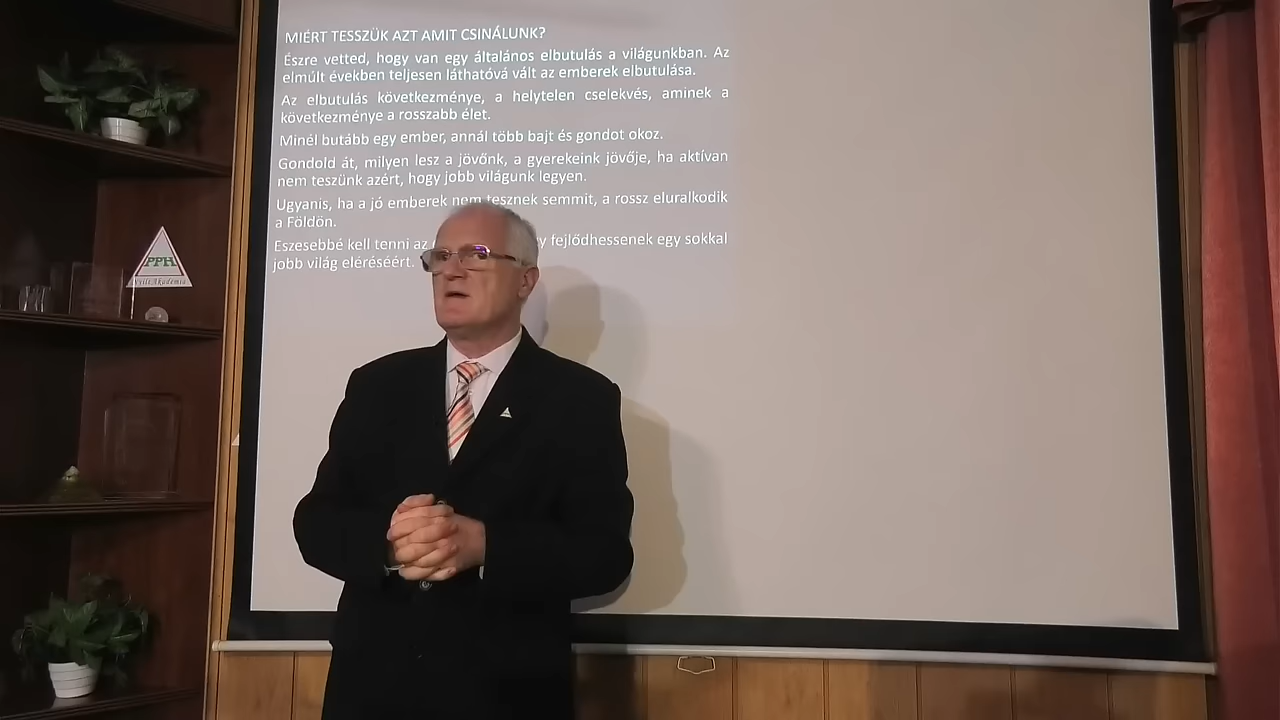 MIÉRT TESSZÜK AZT AMIT CSINÁLUNK?
Észre vetted, hogy van egy általános elbutulás a világunkban. Az
elmúlt években teljesen láthatóvá vált az emberek elbutulása.
Az elbutulás következménye, a helytelen cselekvés, aminek a
következménye a rosszabb élet.
Minél butább egy ember, annál több bajt és gondot okoz.
Gondold át, milyen lesz a jövőnk, a gyerekeink jövője, ha aktívan
nem teszünk azért, hogy jobb világunk legyen.
Ugyanis, ha a jó emberek nem tesznek semmit, a rossz eluralkodik
a Földön.
Eszesebbé kell tenni az fejlődhessenek egy sokkal
jobb világ eléréséért.
PPH